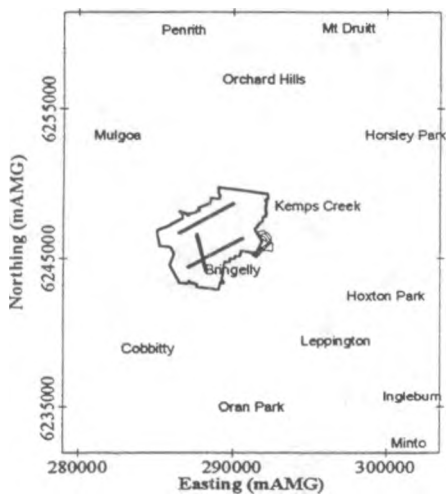 Penrith
Mt Druitt
Orchard Hills
6255000
Mulgoa
Horsley Park
Northing (mAMG)
Kemps Creek
6245000
Bringelly
Hoxton Park
Leppington
Cobbitty
6235000
Ingleburn
Oran Park
Minto
280000
290000
300000
Easting (mAMG)